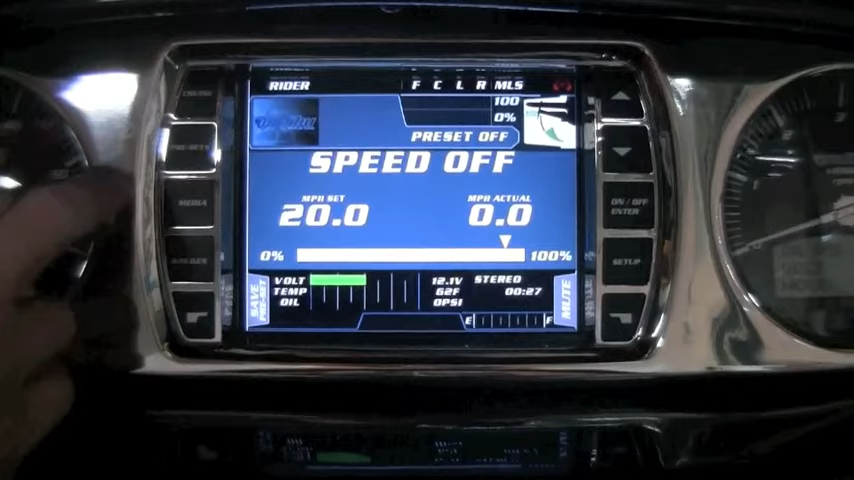 RIDER
F C L R MLS
100
0%
PRESET OFF
SPEED OFF
MPH SET
MPH ACTUAL
20.0
0.0
0%
100%
VOLT
TEMP
OIL
12.1V
62F
0PSI
STEREO
00:27
E
F
SAVE
PRE-SET
MUTE
CRUISE
PRE-SETS
MEDIA
ON / OFF
ENTER
SETUP